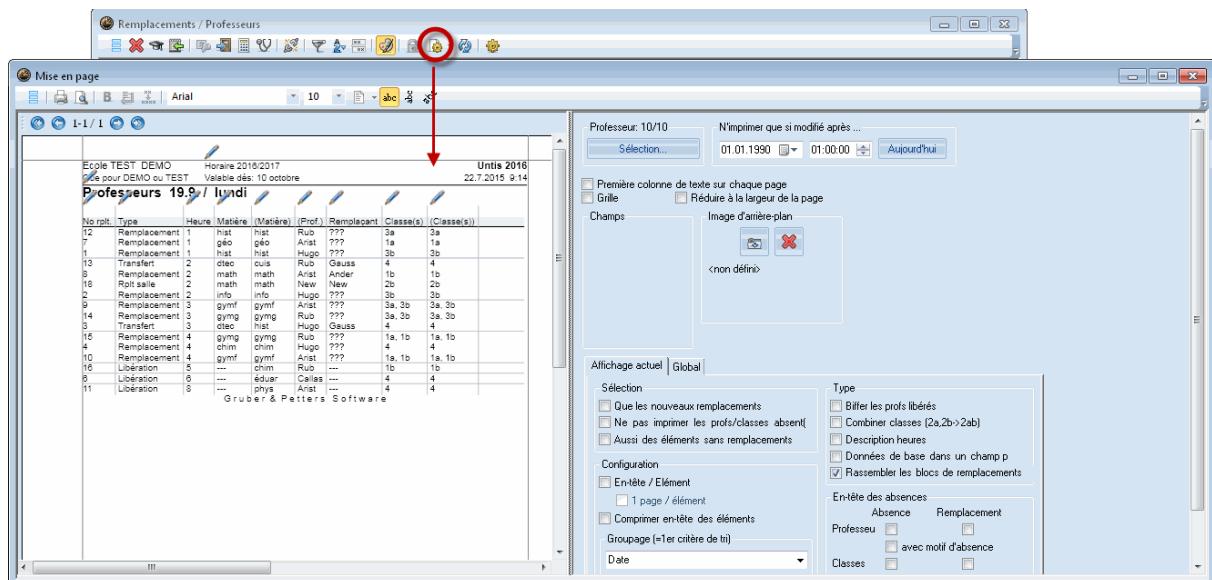 Remplacements / Professeurs
Mise en page
Arial 10 abc
1-1 / 1
Ecole TEST DEMO Horaire 2016/2017 Untis 2016
pour DEMO ou TEST Valable dès: 10 octobre 22.7.2015 9:14
Professeurs 19.9 / lundi
No rplt. Type Heure Matière (Matière) (Prof.) Remplaçant Classe(s) (Classe(s))
12 Remplacement 1 hist hist Rub ??? 3a 3a
7 Remplacement 1 géo géo Arist ??? 1a 1a
1 Remplacement 1 hist hist Hugo ??? 3b 3b
13 Transfert 2 dteo cuis Rub Gauss 4 4
8 Remplacement 2 math math Arist Ander 1b 1b
18 Rplt salle 2 math math New New 2b 2b
2 Remplacement 2 info info Hugo ??? 3b 3b
9 Remplacement 3 gymf gymf Arist ??? 3a, 3b 3a, 3b
14 Remplacement 3 gymg gymg Rub ??? 3a, 3b 3a, 3b
3 Transfert 3 dteo hist Hugo Gauss 4 4
15 Remplacement 4 gymg gymg Rub ??? 1a, 1b 1a, 1b
4 Remplacement 4 chim chim Hugo ??? 4 4
10 Remplacement 4 gymf gymf Arist ??? 1a, 1b 1a, 1b
16 Libération 5 --- chim Rub --- 1b 1b
6 Libération 6 --- éduar Callas --- 4 4
11 Libération 8 --- phys Arist --- 4 4
Gruber & Petters Software
Professeur: 10/10
Sélection...
N'imprimer que si modifié après ...
01.01.1990 01:00:00 Aujourd'hui
Première colonne de texte sur chaque page
Grille Réduire à la largeur de la page
Champs Image d'arrière-plan
<non défini>
Affichage actuel Global
Sélection
Que les nouveaux remplacements
Ne pas imprimer les profs/classes absent(
Aussi des éléments sans remplacements
Configuration
En-tête / Elément
1 page / élément
Comprimer en-tête des éléments
Groupage (=1er critère de tri)
Date
Type
Biffer les profs libérés
Combiner classes (2a,2b->2ab)
Description heures
Données de base dans un champ p
Rassembler les blocs de remplacements
En-tête des absences
Absence Remplacement
Professeu
avec motif d'absence
Classes